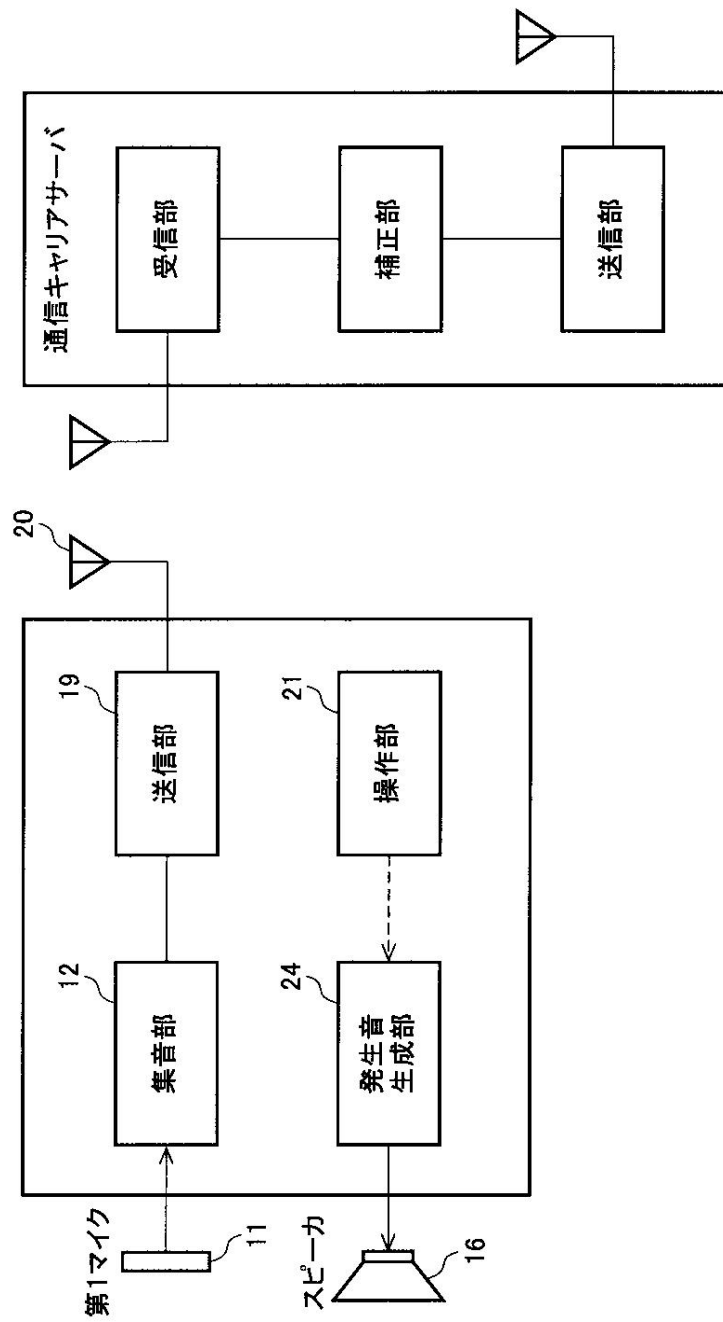 第1マイク
11
集音部
12
送信部
19
20
スピーカ
16
発生音
生成部
24
操作部
21
通信キャリアサーバ
受信部
補正部
送信部